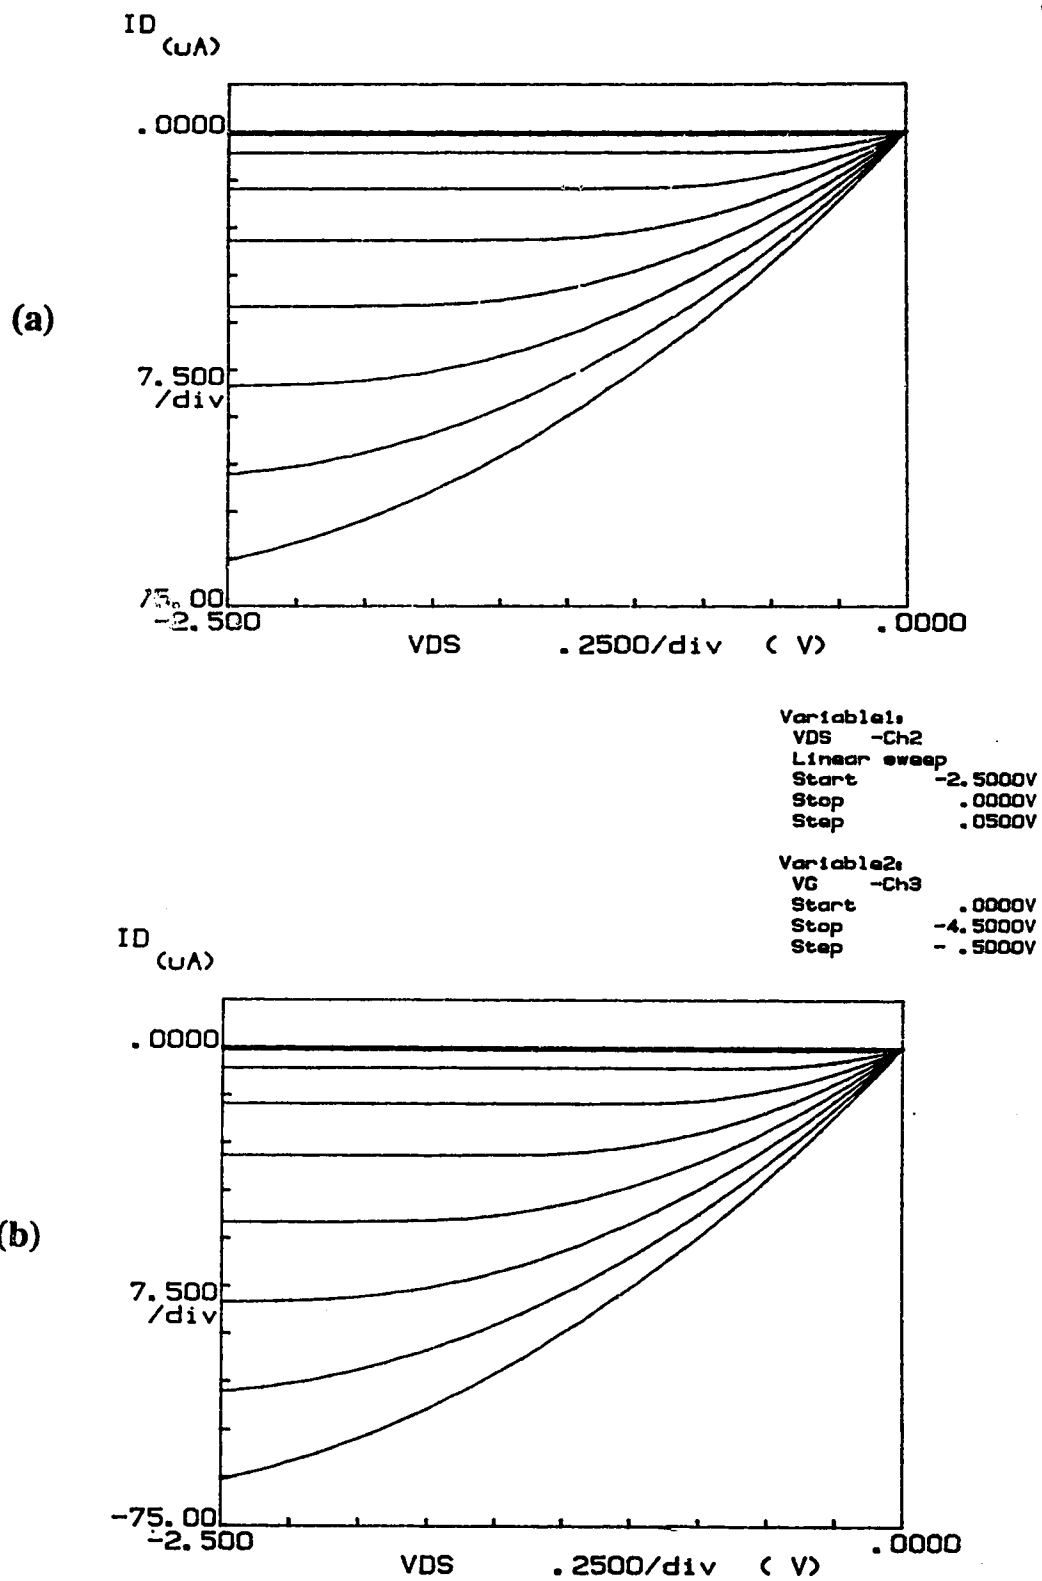 ID
(uA)
.0000
(a)
7.500
/div
.00
-2.500
.0000
VDS .2500/div ( V)
Variable1:
VDS -Ch2
Linear sweep
Start -2.5000V
Stop .0000V
Step .0500V
Variable2:
VG -Ch3
Start .0000V
Stop -4.5000V
Step - .5000V
ID
(uA)
.0000
(b)
7.500
/div
-75.00
-2.500
.0000
VDS .2500/div ( V)